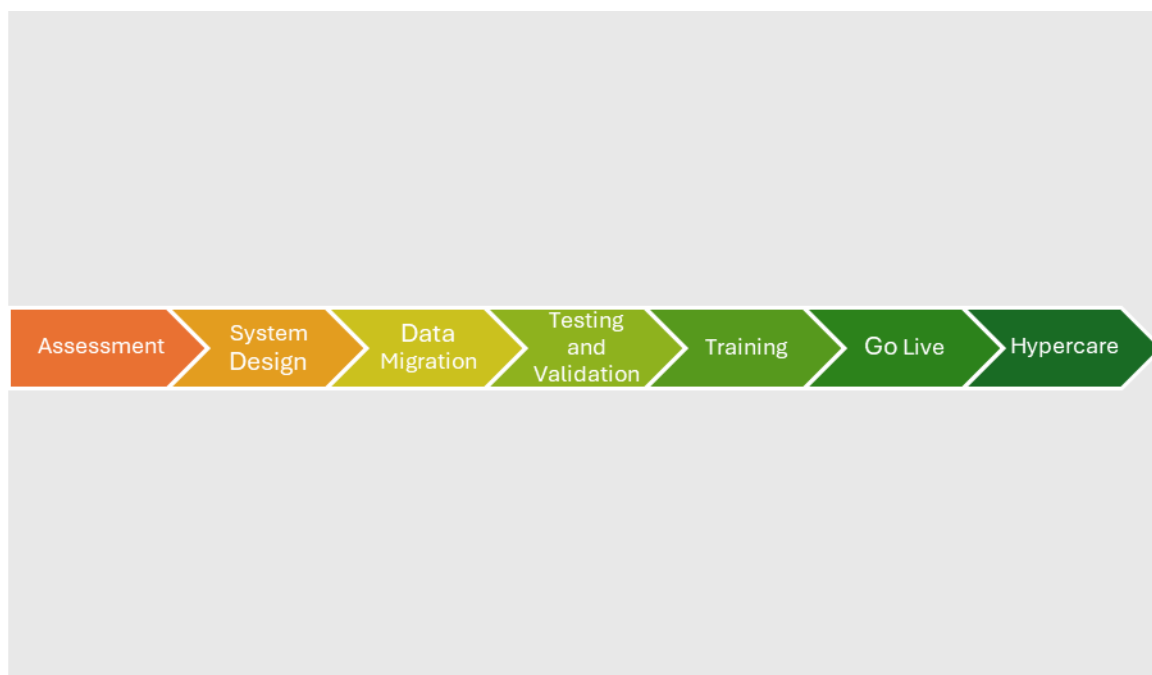 Assessment
System
Design
Data
Migration
Testing
and
Validation
Training
Go Live
Hypercare